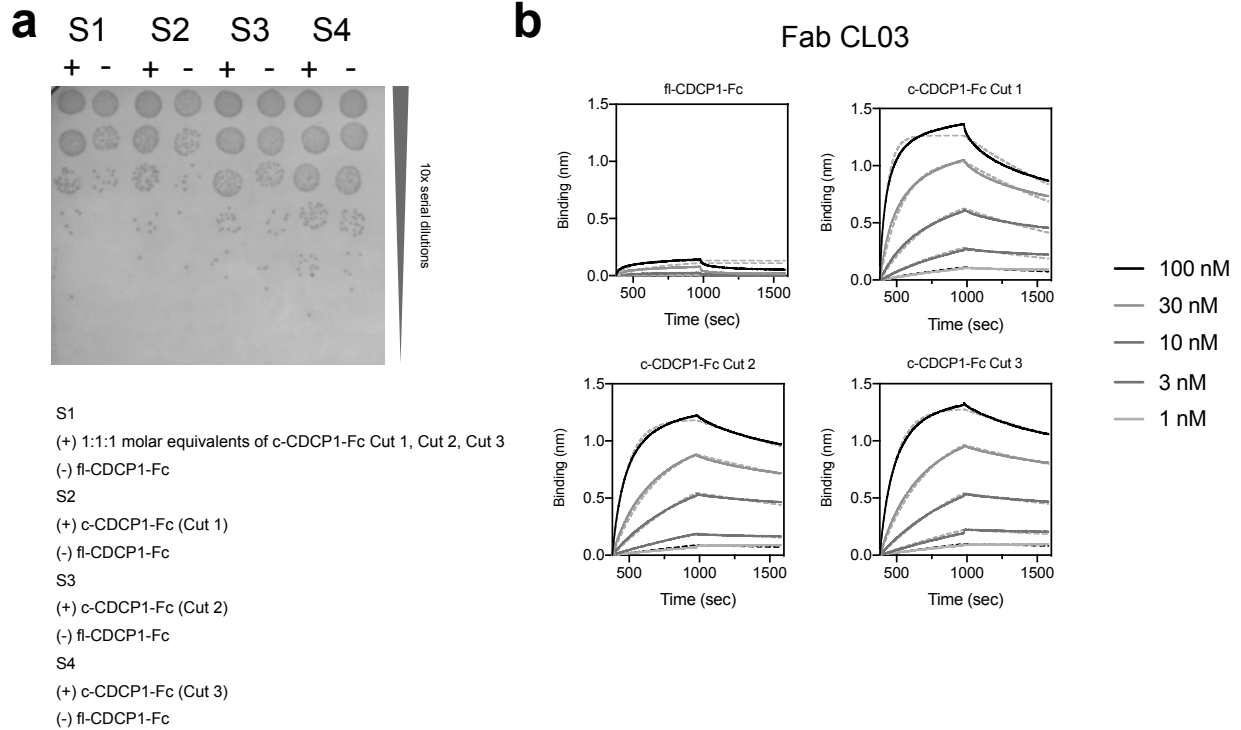 a
S1 S2 S3 S4
+ - + - + - + -
10x serial dilutions
S1
(+) 1:1:1 molar equivalents of c-CDCP1-Fc Cut 1, Cut 2, Cut 3
(-) fl-CDCP1-Fc
S2
(+) c-CDCP1-Fc (Cut 1)
(-) fl-CDCP1-Fc
S3
(+) c-CDCP1-Fc (Cut 2)
(-) fl-CDCP1-Fc
S4
(+) c-CDCP1-Fc (Cut 3)
(-) fl-CDCP1-Fc
b
Fab CL03
fl-CDCP1-Fc
1.5
1.0
0.5
0.0
Binding (nm)
500 1000 1500
Time (sec)
c-CDCP1-Fc Cut 1
1.5
1.0
0.5
0.0
Binding (nm)
500 1000 1500
Time (sec)
c-CDCP1-Fc Cut 2
1.5
1.0
0.5
0.0
Binding (nm)
500 1000 1500
Time (sec)
c-CDCP1-Fc Cut 3
1.5
1.0
0.5
0.0
Binding (nm)
500 1000 1500
Time (sec)
100 nM
30 nM
10 nM
3 nM
1 nM